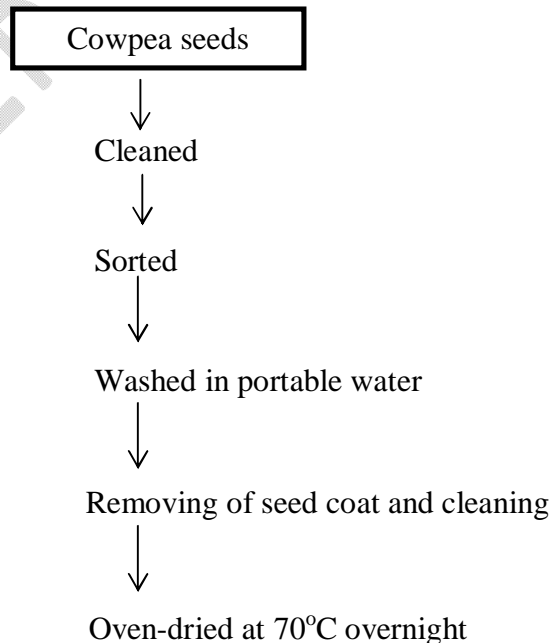 Cowpea seeds
Cleaned
Sorted
Washed in portable water
Removing of seed coat and cleaning
Oven-dried at 70°C overnight